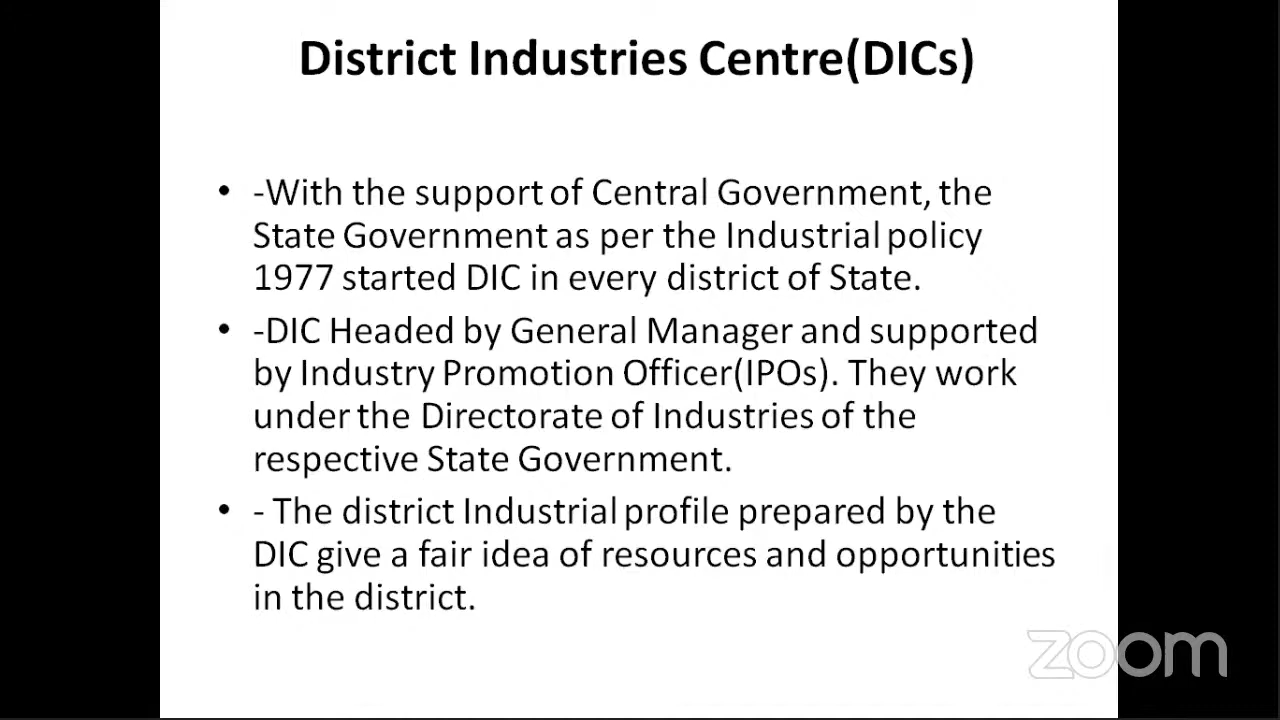 District Industries Centre(DICs)
• -With the support of Central Government, the
State Government as per the Industrial policy
1977 started DIC in every district of State.
• -DIC Headed by General Manager and supported
by Industry Promotion Officer(IPOs). They work
under the Directorate of Industries of the
respective State Government.
• - The district Industrial profile prepared by the
DIC give a fair idea of resources and opportunities
in the district.
zoom